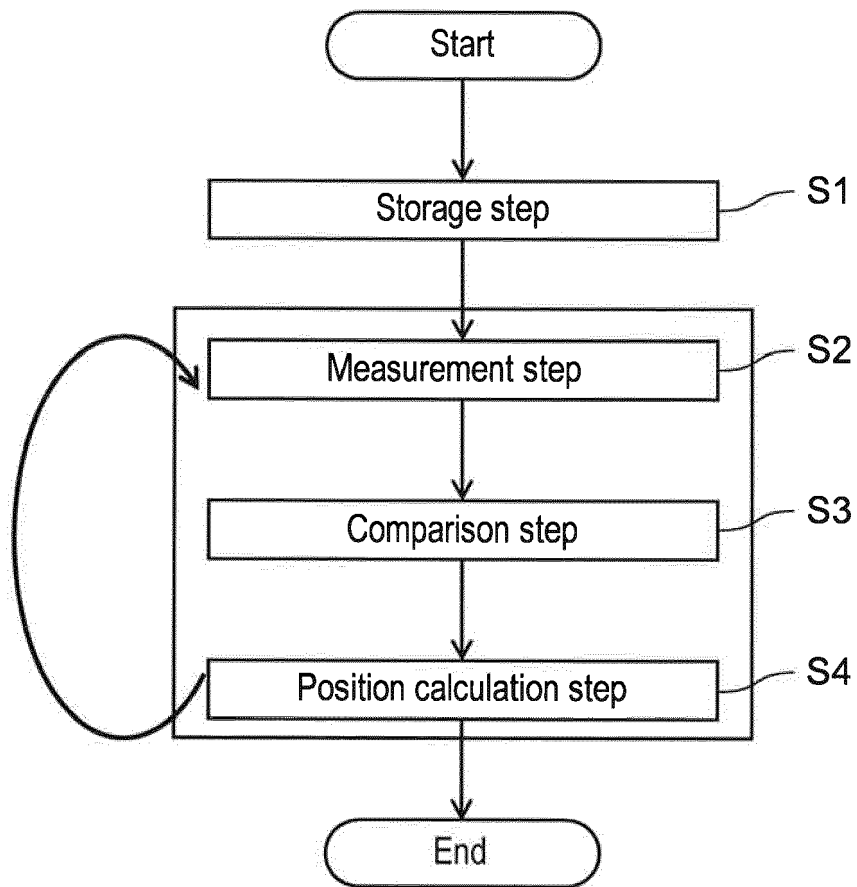 Start
Storage step
S1
Measurement step
S2
Comparison step
S3
Position calculation step
S4
End